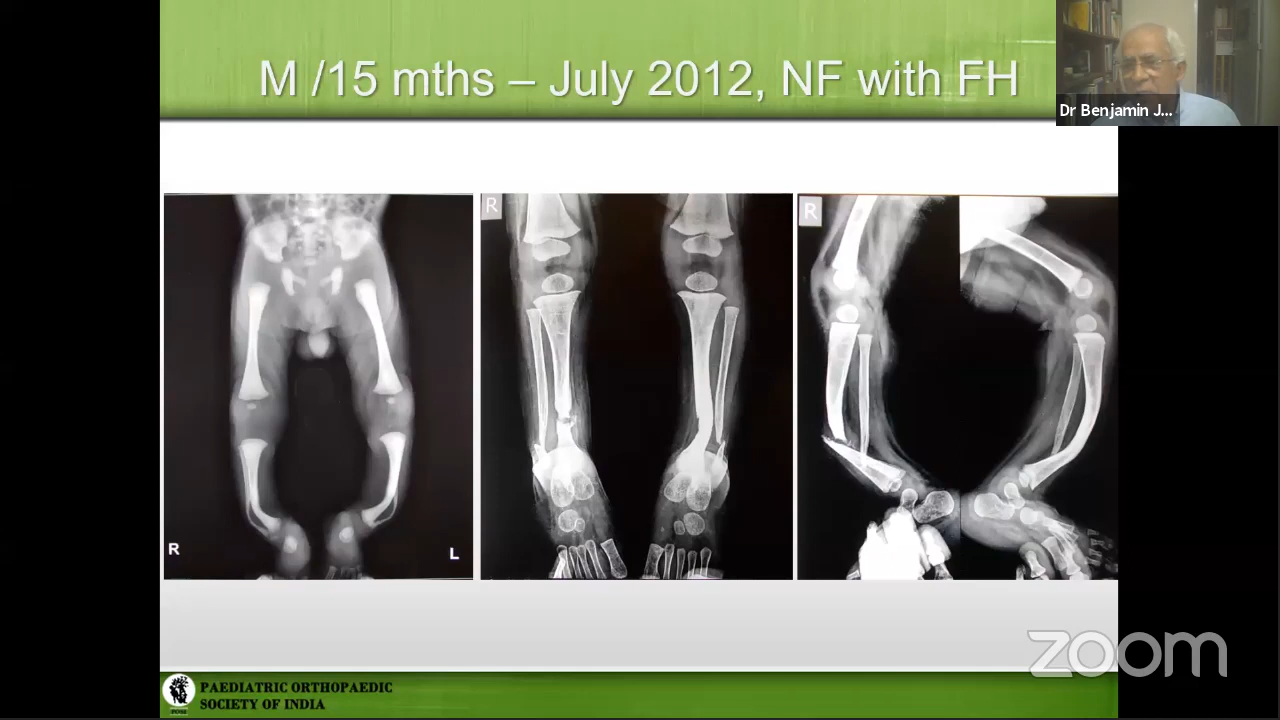 M /15 mths – July 2012, NF with FH
Dr Benjamin J...
R
R
R
L
zoom
PAEDIATRIC ORTHOPAEDIC
SOCIETY OF INDIA